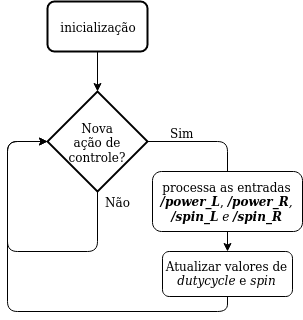 inicialização
Nova
ação de
controle?
Sim
Não
processa as entradas
/power_L, /power_R,
/spin_L e /spin_R
Atualizar valores de
dutycycle e spin